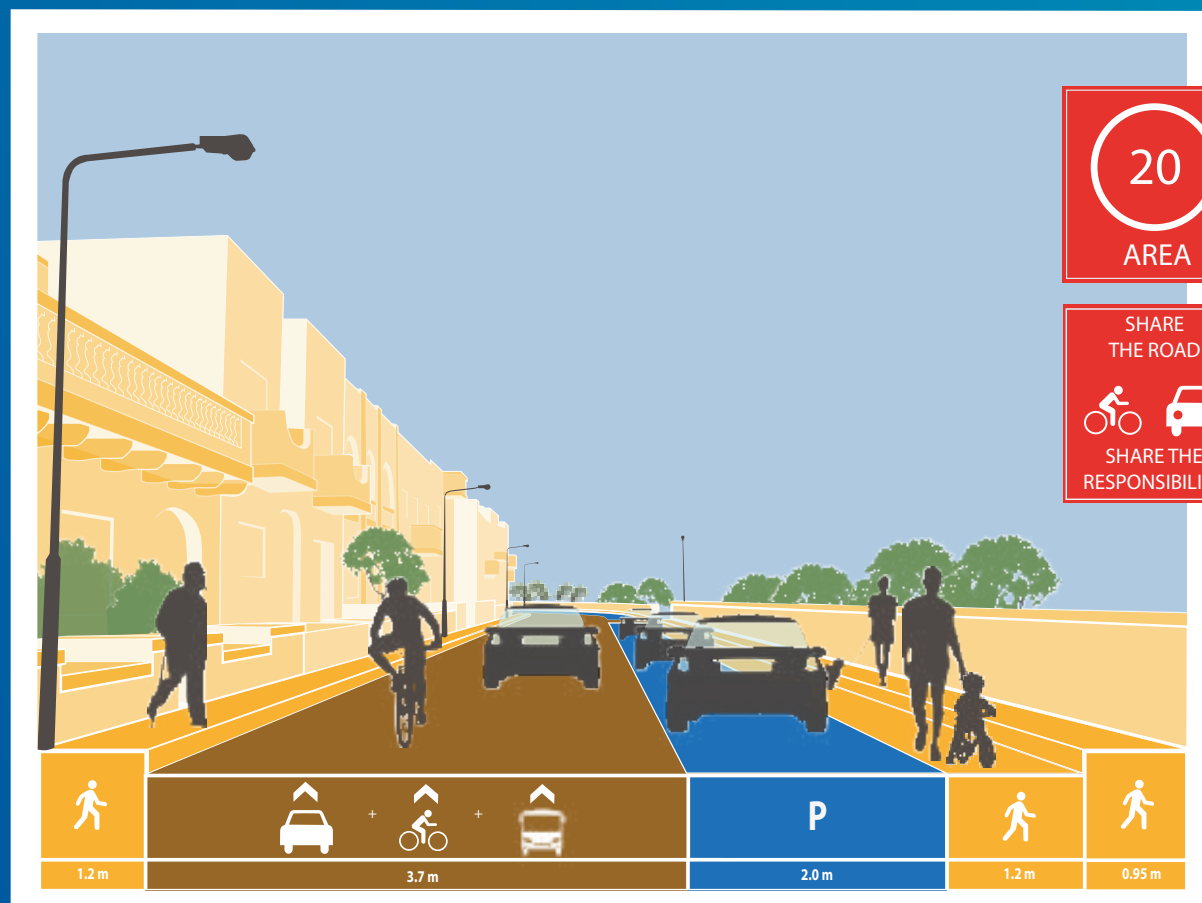 20
AREA
SHARE
THE ROAD
SHARE THE
+
+
P
1.2 m
3.7 m
2.0 m
1.2 m
0.95 m